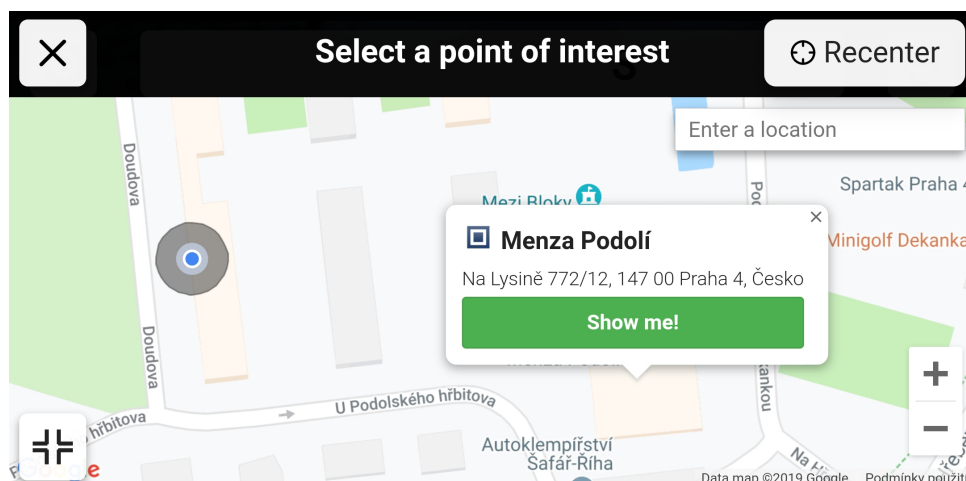 Select a point of interest
Recenter
Enter a location
Doudova
Spartak Praha 4
Mezi Bloky
Minigolf Dekanka
Menza Podolí
Na Lysině 772/12, 147 00 Praha 4, Česko
Show me!
Doudova
U Podolského hřbitova
hřbitova
Autoklempířství
Šafář-Říha
Data map ©2019 Google
Podmínky použit